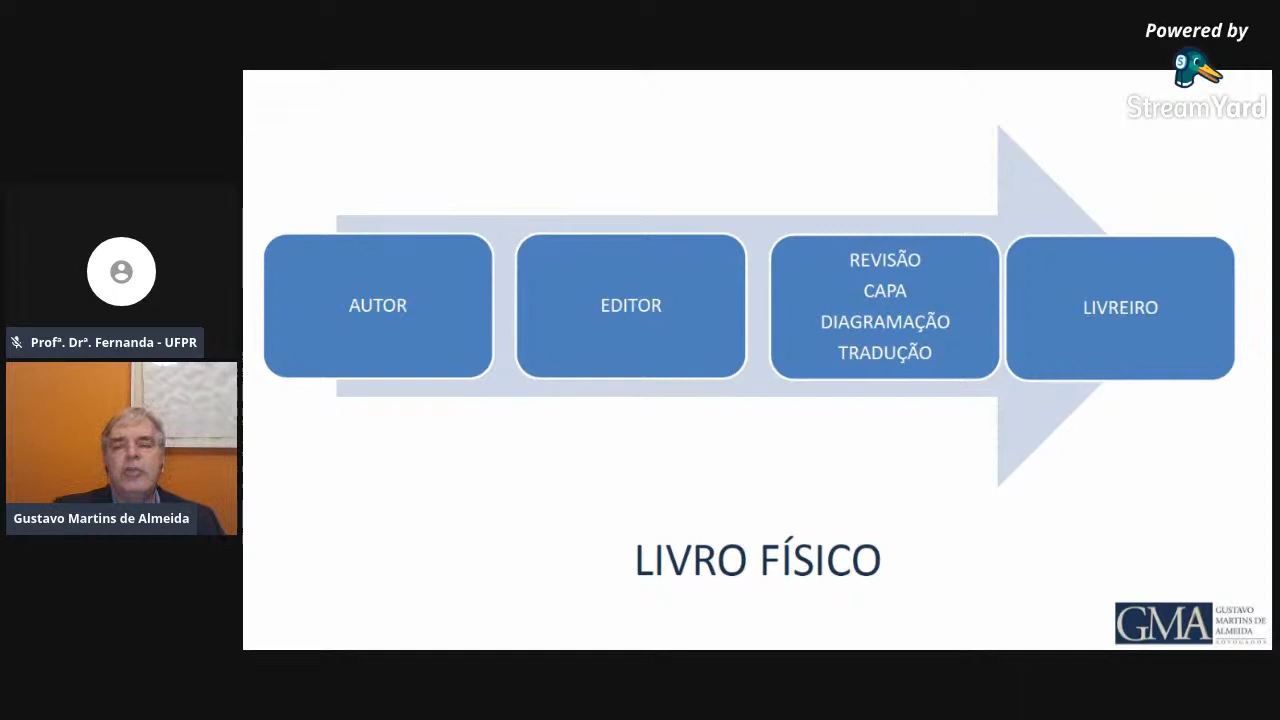 Powered by
S
StreamYard
AUTOR
EDITOR
REVISÃO
CAPA
DIAGRAMAÇÃO
TRADUÇÃO
LIVREIRO
Profª. Drª. Fernanda - UFPR
Gustavo Martins de Almeida
LIVRO FÍSICO
GMA
GUSTAVO
MARTINS DE
ALMEIDA
ADVOGADOS